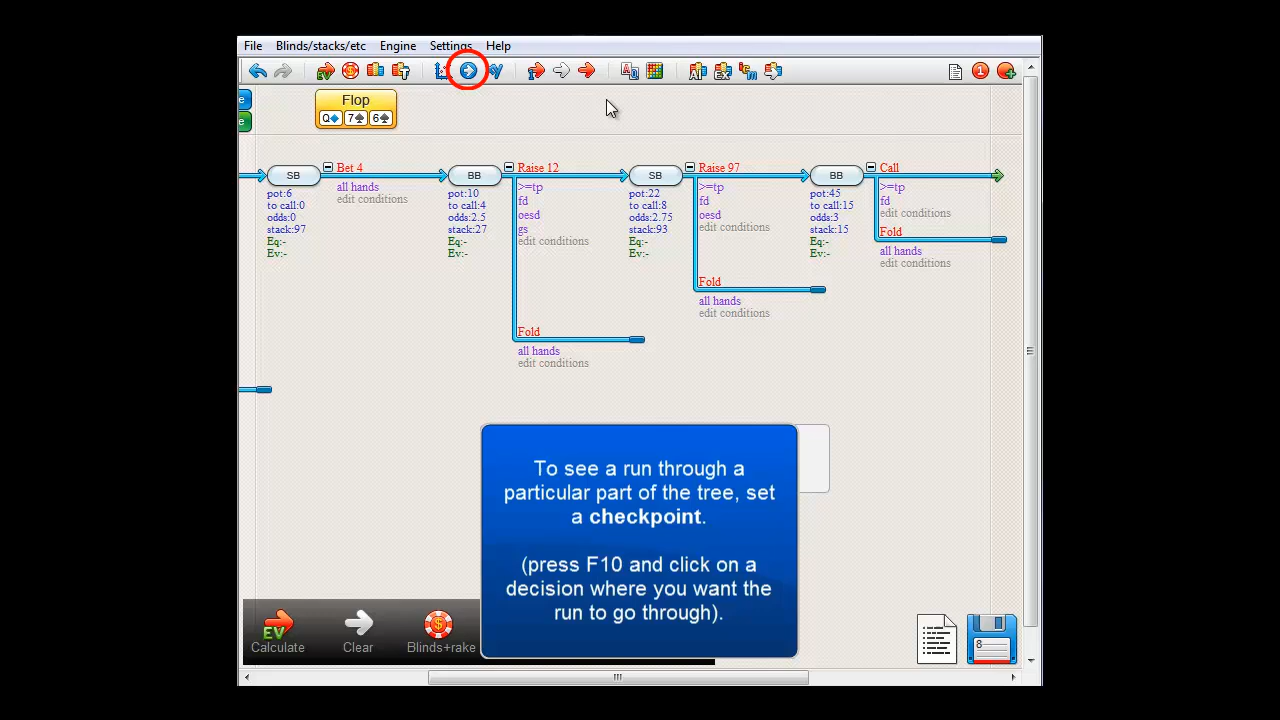 File Blinds/stacks/etc Engine Settings Help
Flop
Q♦ 7♠ 6♠
SB
Bet 4
all hands
edit conditions
pot:6
to call:0
odds:0
stack:97
Eq:-
Ev:-
BB
Raise 12
>=tp
fd
oesd
gs
edit conditions
pot:10
to call:4
odds:2.5
stack:27
Eq:-
Ev:-
Fold
all hands
edit conditions
SB
Raise 97
>=tp
fd
oesd
edit conditions
pot:22
to call:8
odds:2.75
stack:93
Eq:-
Ev:-
Fold
all hands
edit conditions
BB
Call
>=tp
fd
edit conditions
pot:45
to call:15
odds:3
stack:15
Eq:-
Ev:-
Fold
all hands
edit conditions
To see a run through a
particular part of the tree, set
a checkpoint.
(press F10 and click on a
decision where you want the
run to go through).
EV
Calculate
Clear
Blinds+rake
8